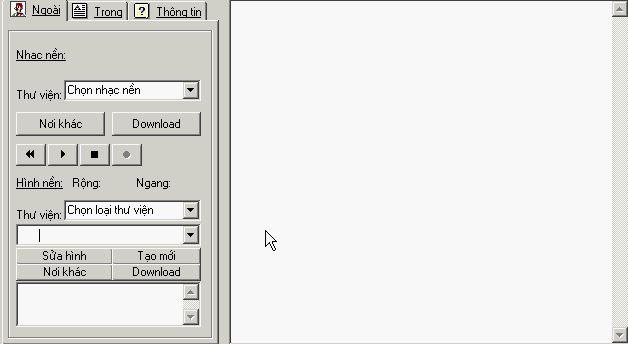 Ngoài Trong Thông tin
Nhạc nền:
Thư viện: Chọn nhạc nền
Nơi khác Download
Hình nền: Rộng: Ngang:
Thư viện: Chọn loại thư viện
Sửa hình Tạo mới
Nơi khác Download